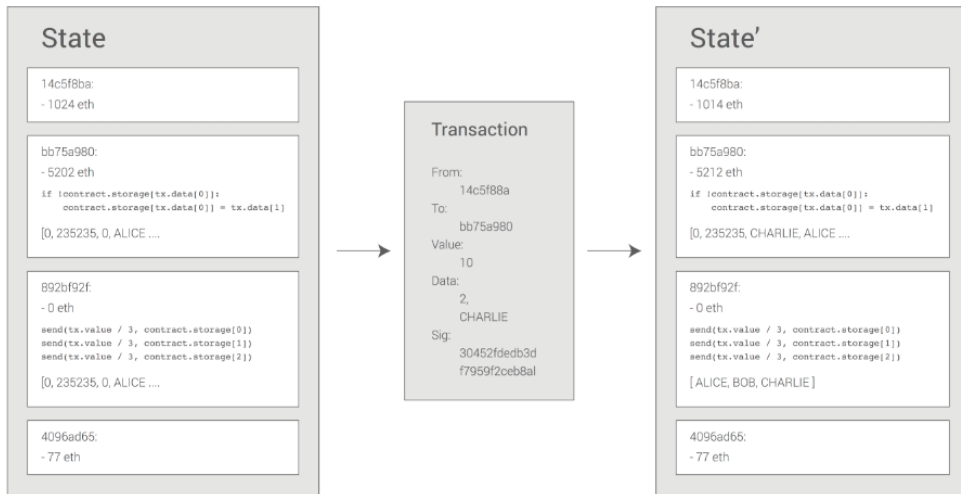 State
14c5f8ba:
- 1024 eth
bb75a980:
- 5202 eth
if !contract.storage[tx.data[0]]:
contract.storage[tx.data[0]] = tx.data[1]
[0, 235235, 0, ALICE ....
892bf92f:
- 0 eth
send(tx.value / 3, contract.storage[0])
send(tx.value / 3, contract.storage[1])
send(tx.value / 3, contract.storage[2])
[0, 235235, 0, ALICE ....
4096ad65:
- 77 eth
Transaction
From:
14c5f88a
To:
bb75a980
Value:
10
Data:
2,
CHARLIE
Sig:
30452fdedb3d
f7959f2ceb8a1
State’
14c5f8ba:
- 1014 eth
bb75a980:
- 5212 eth
if !contract.storage[tx.data[0]]:
contract.storage[tx.data[0]] = tx.data[1]
[0, 235235, CHARLIE, ALICE ....
892bf92f:
- 0 eth
send(tx.value / 3, contract.storage[0])
send(tx.value / 3, contract.storage[1])
send(tx.value / 3, contract.storage[2])
[ ALICE, BOB, CHARLIE ]
4096ad65:
- 77 eth